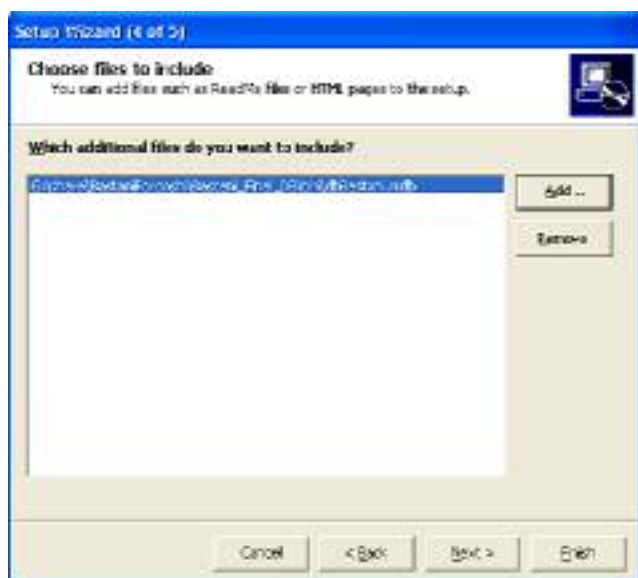 Setup Wizard (4 of 5)
Choose files to include
You can add files such as ReadMe files or HTML pages to the setup.
Which additional files do you want to include?
Add ...
Remove
Cancel
< Back
Next >
Finish